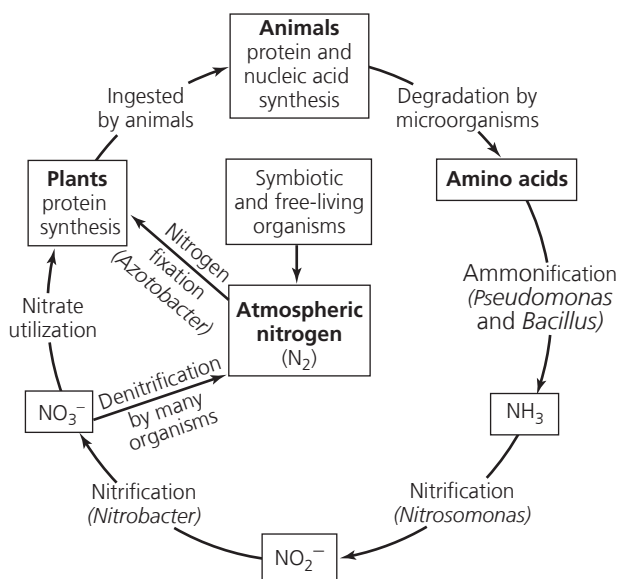 Animals
protein and
nucleic acid
synthesis
Ingested
by animals
Degradation by
microorganisms
Plants
protein
synthesis
Symbiotic
and free-living
organisms
Amino acids
Nitrogen
fixation
(Azotobacter)
Ammonification
(Pseudomonas
and Bacillus)
Nitrate
utilization
Atmospheric
nitrogen
(N₂)
Denitrification
by many
organisms
NO₃⁻
NH₃
Nitrification
(Nitrobacter)
Nitrification
(Nitrosomonas)
NO₂⁻